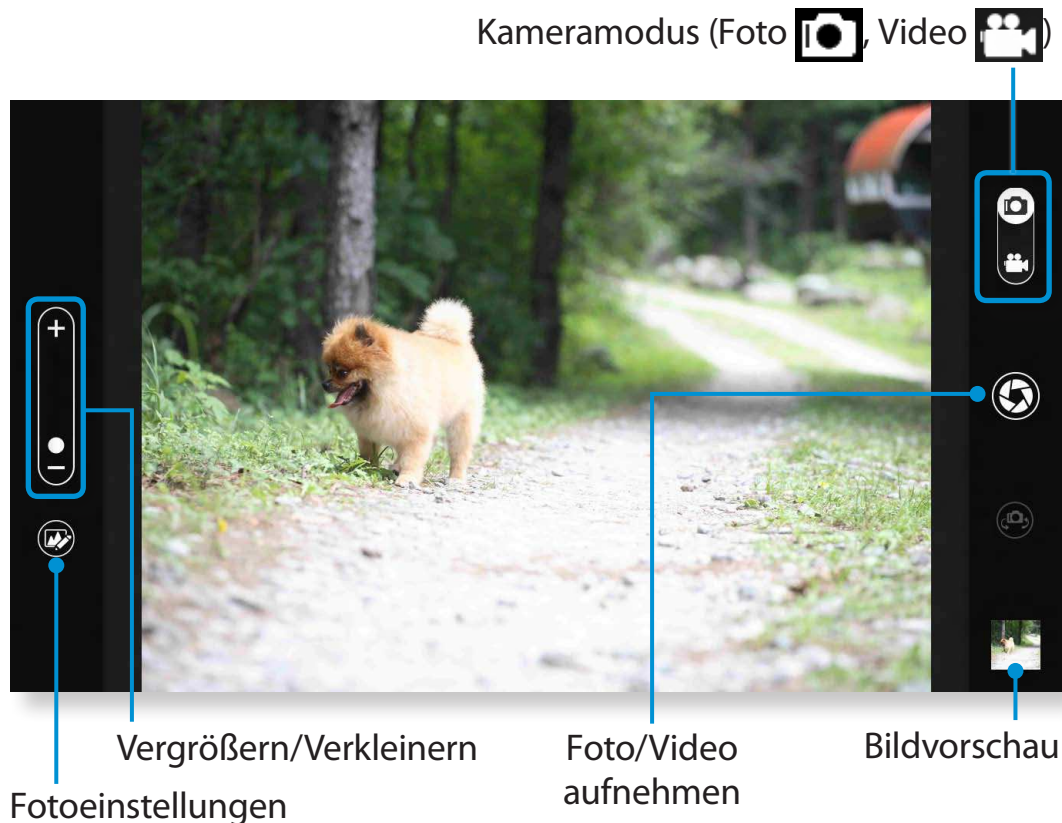 Kameramodus (Foto , Video )
Vergrößern/Verkleinern
Foto/Video
aufnehmen
Bildvorschau
Fotoeinstellungen